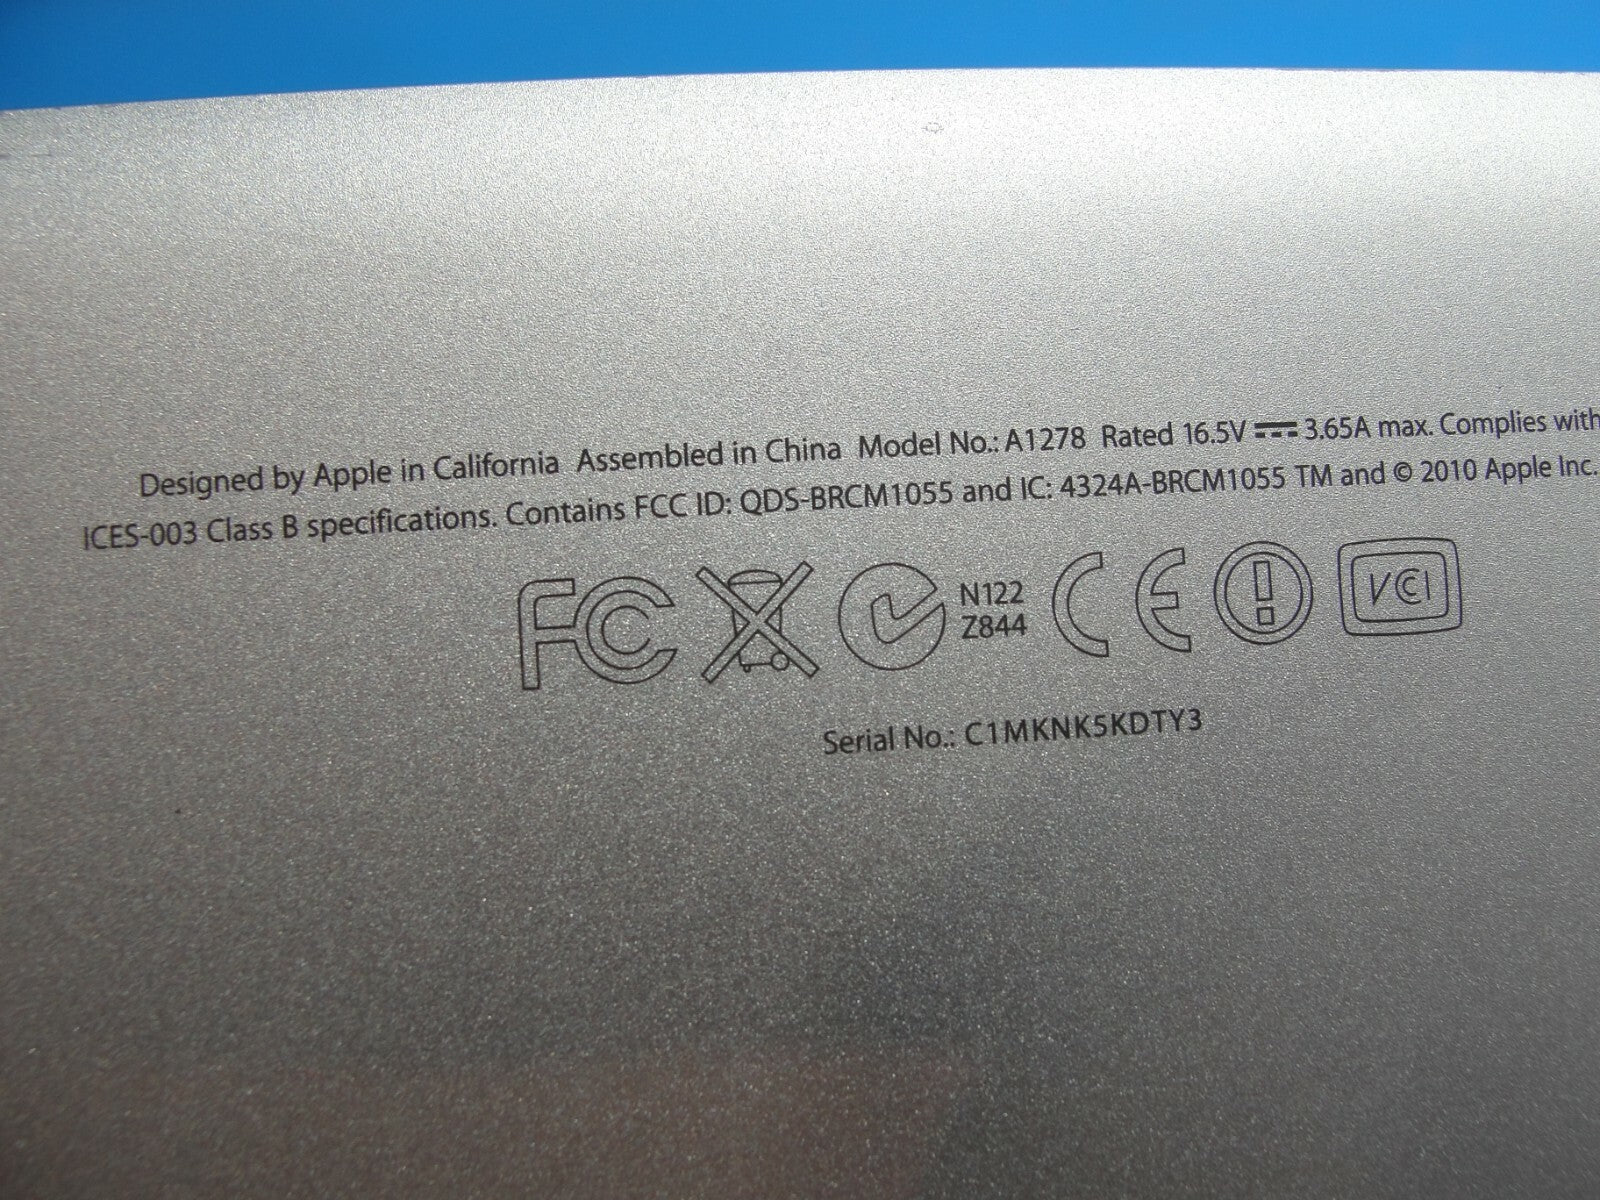 Designed by Apple in California Assembled in China Model No.: A1278 Rated 16.5V ⎓ 3.65A max. Complies with
ICES-003 Class B specifications. Contains FCC ID: QDS-BRCM1055 and IC: 4324A-BRCM1055 TM and © 2010 Apple Inc.
FC N122 CE VCI
Z844
Serial No.: C1MKNK5KDTY3